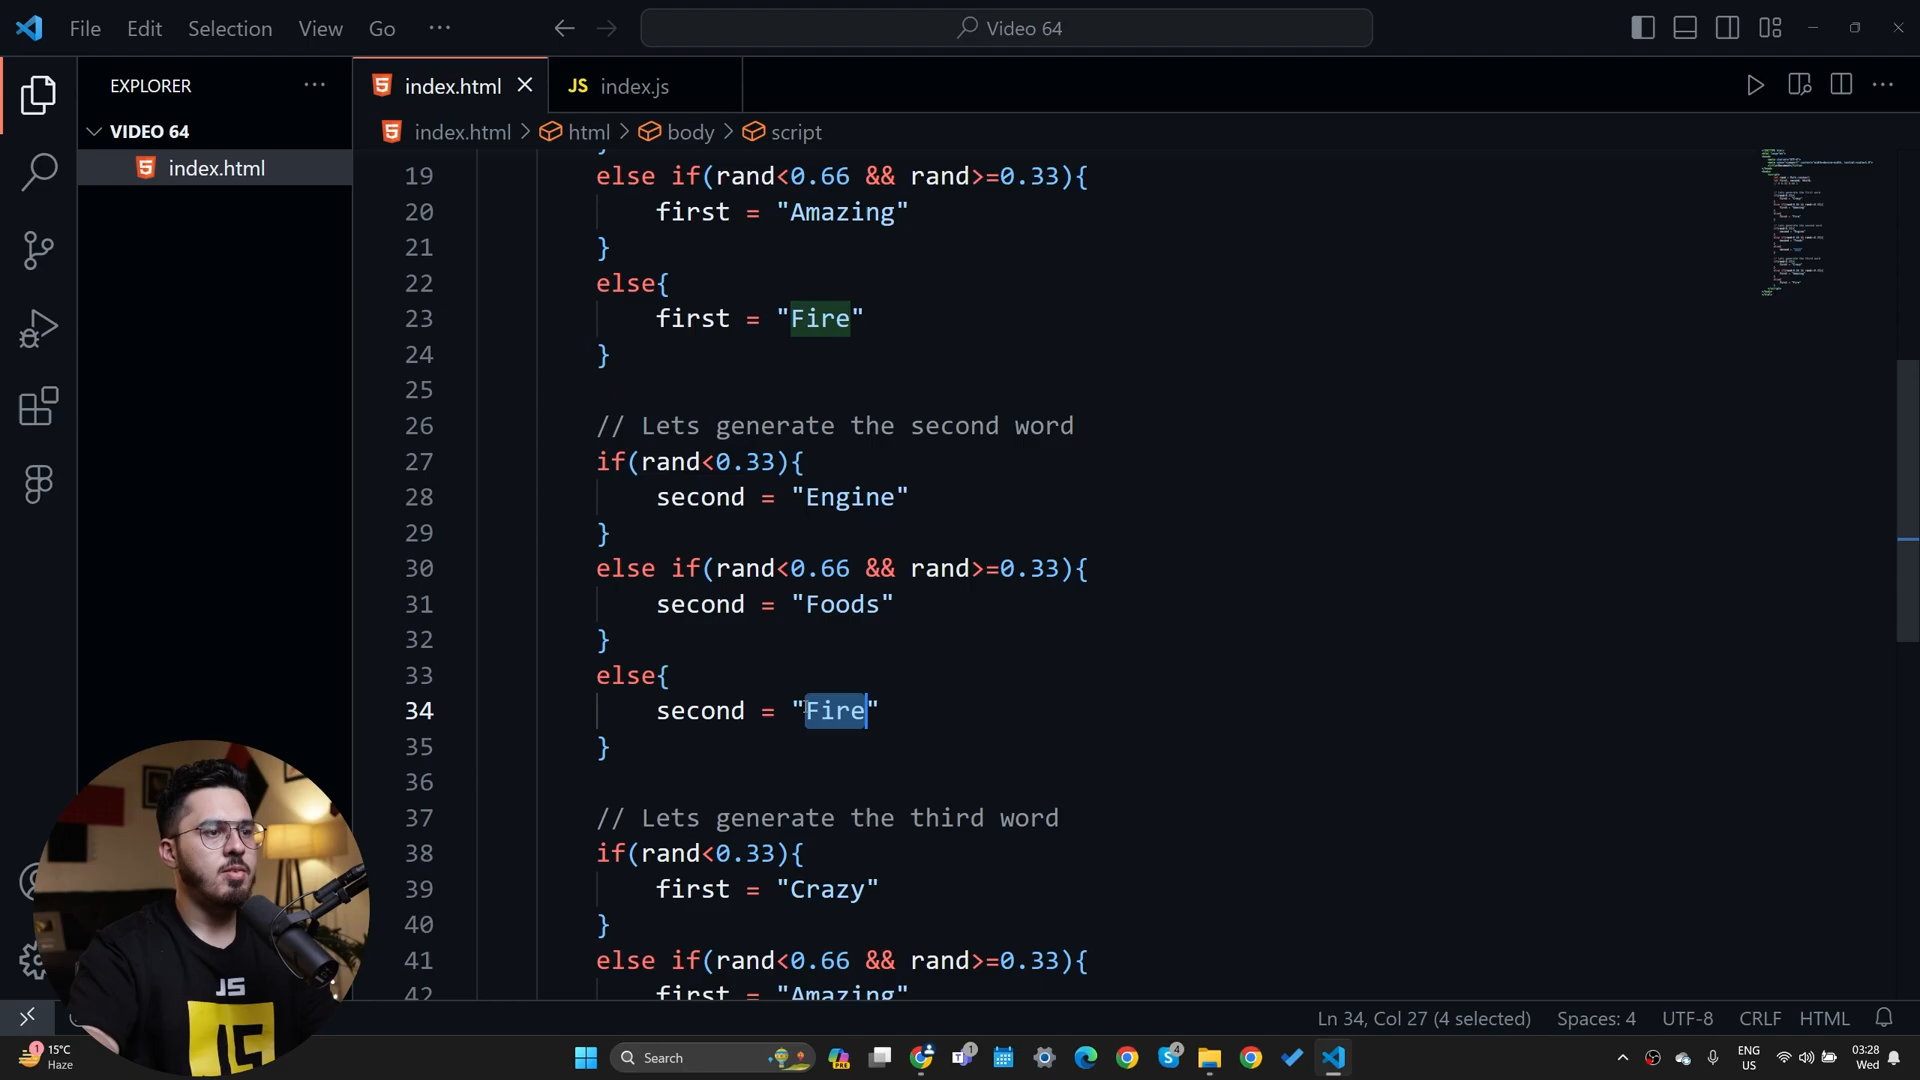 File Edit Selection View Go ··· Video 64
EXPLORER ···
VIDEO 64
index.html
index.html JS index.js
index.html > html > body > script
19 else if(rand<0.66 && rand>=0.33){
20 first = "Amazing"
21 }
22 else{
23 first = "Fire"
24 }
25
26 // Lets generate the second word
27 if(rand<0.33){
28 second = "Engine"
29 }
30 else if(rand<0.66 && rand>=0.33){
31 second = "Foods"
32 }
33 else{
34 second = "Fire"
35 }
36
37 // Lets generate the third word
38 if(rand<0.33){
39 first = "Crazy"
40 }
41 else if(rand<0.66 && rand>=0.33){
42 first = "Amazing"
JS
Ln 34, Col 27 (4 selected) Spaces: 4 UTF-8 CRLF HTML
1 15°C
Haze
Search
PRE
1
4
ENG
US
03:28
Wed